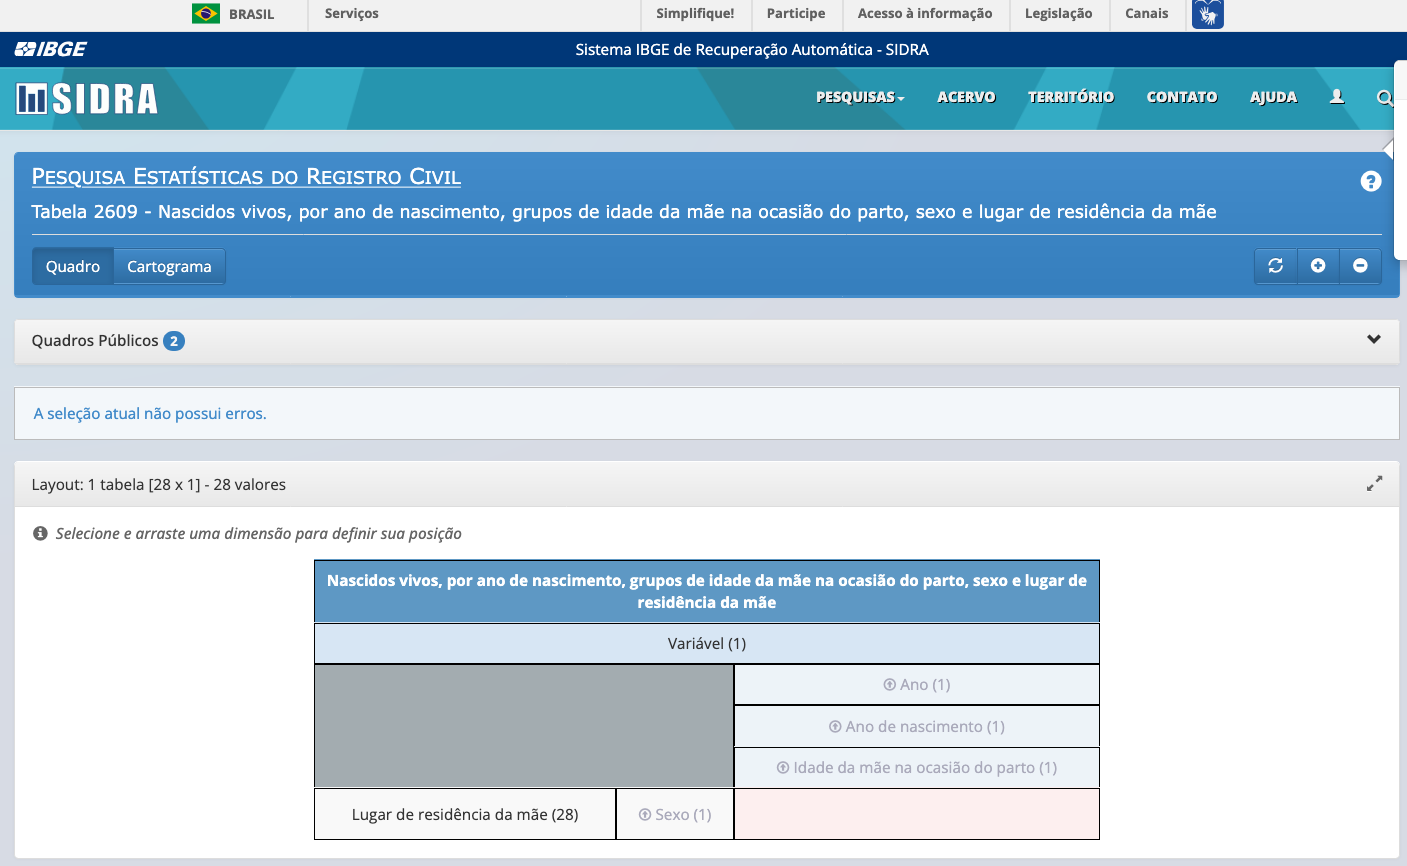 BRASIL Serviços Simplifique! Participe Acesso à informação Legislação Canais
IBGE Sistema IBGE de Recuperação Automática - SIDRA
SIDRA PESQUISAS ACERVO TERRITÓRIO CONTATO AJUDA
Pesquisa Estatísticas do Registro Civil
Tabela 2609 - Nascidos vivos, por ano de nascimento, grupos de idade da mãe na ocasião do parto, sexo e lugar de residência da mãe
Quadro Cartograma
Quadros Públicos 2
A seleção atual não possui erros.
Layout: 1 tabela [28 x 1] - 28 valores
Selecione e arraste uma dimensão para definir sua posição
Nascidos vivos, por ano de nascimento, grupos de idade da mãe na ocasião do parto, sexo e lugar de
residência da mãe
Variável (1)
Ano (1)
Ano de nascimento (1)
Idade da mãe na ocasião do parto (1)
Lugar de residência da mãe (28) Sexo (1)